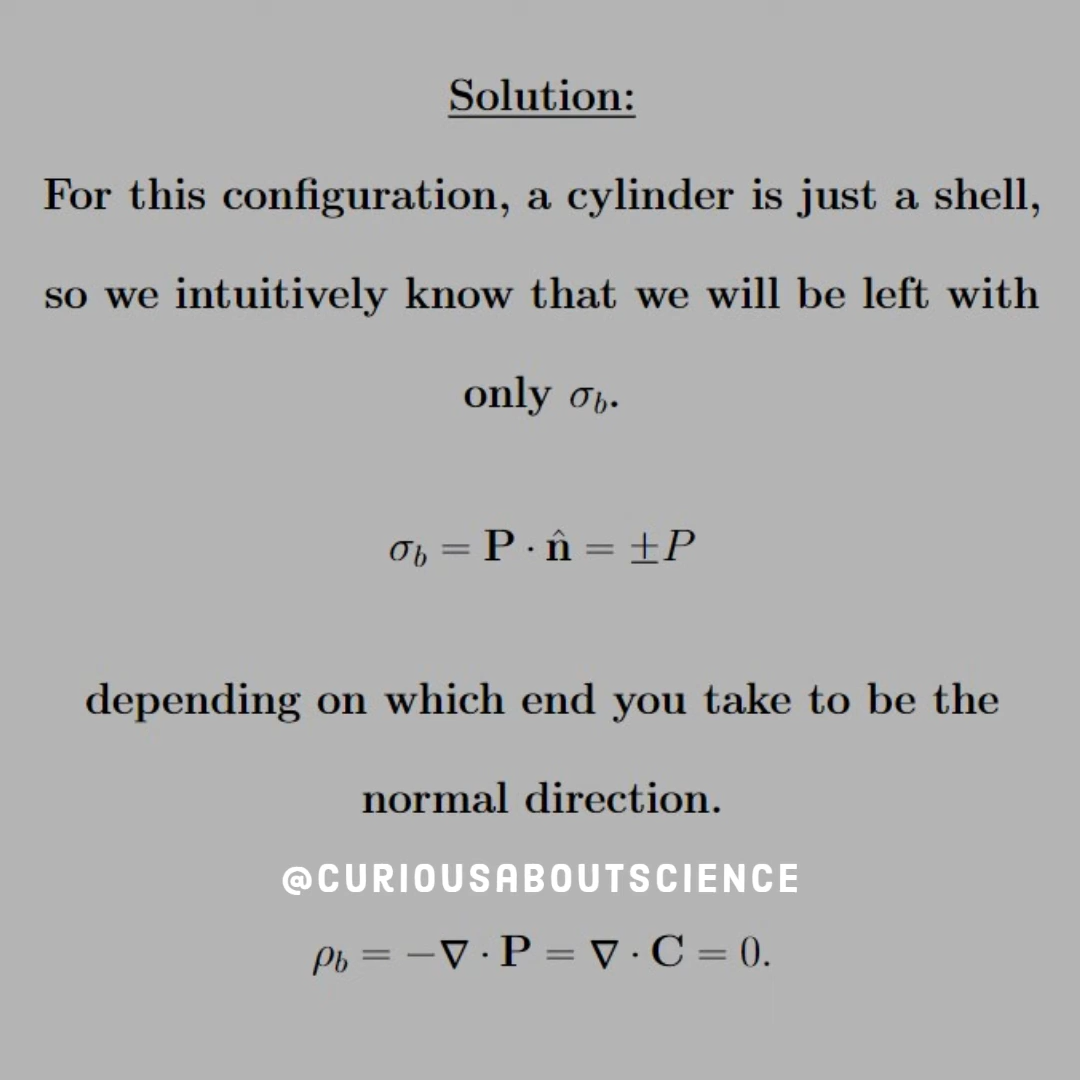 Solution:
For this configuration, a cylinder is just a shell,
so we intuitively know that we will be left with
only σ_b.
σ_b = P · n̂ = ±P
depending on which end you take to be the
normal direction.
@CURIOUSABOUTSCIENCE
ρ_b = −∇ · P = ∇ · C = 0.